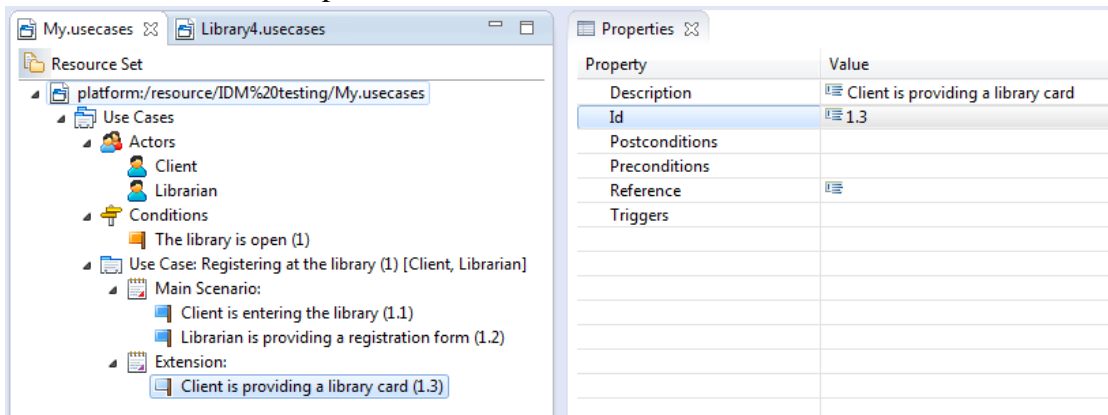 My.usecases
Library4.usecases
Resource Set
platform:/resource/IDM%20testing/My.usecases
Use Cases
Actors
Client
Librarian
Conditions
The library is open (1)
Use Case: Registering at the library (1) [Client, Librarian]
Main Scenario:
Client is entering the library (1.1)
Librarian is providing a registration form (1.2)
Extension:
Client is providing a library card (1.3)
Properties
Property Value
Description Client is providing a library card
Id 1.3
Postconditions
Preconditions
Reference
Triggers